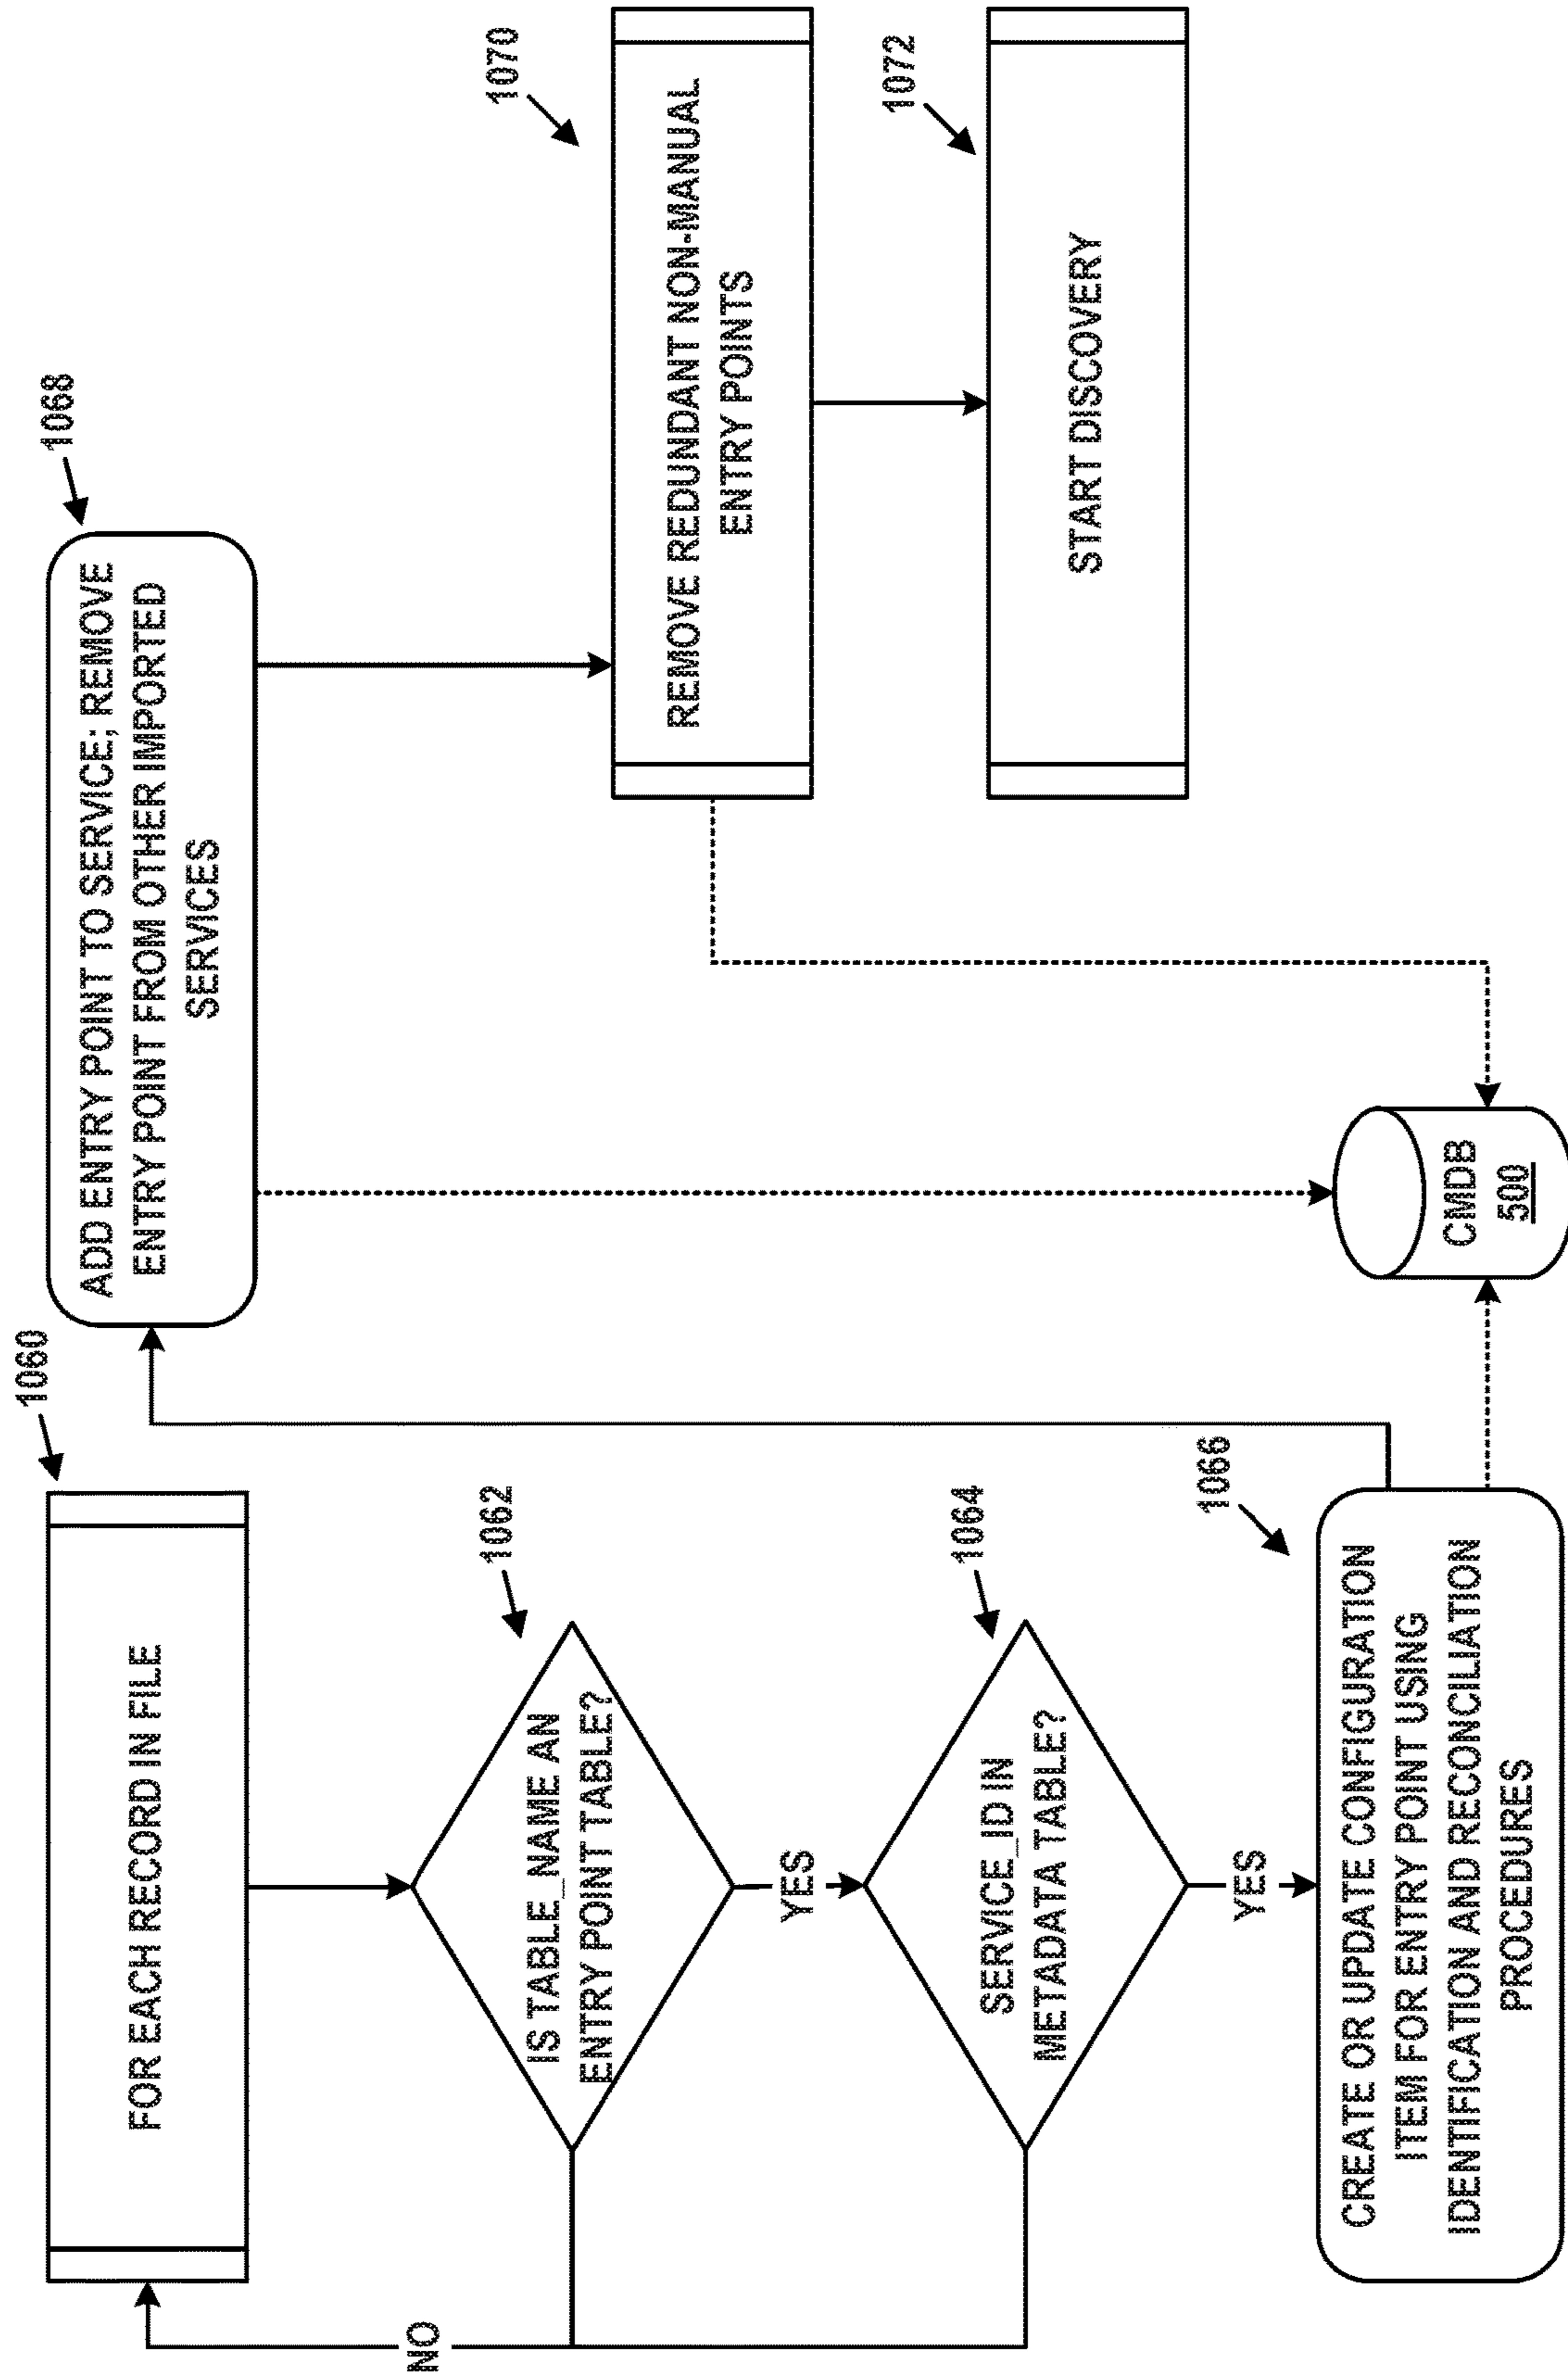 1060
FOR EACH RECORD IN FILE
NO
1062
IS TABLE_NAME AN
ENTRY POINT TABLE?
YES
1064
SERVICE_ID IN
METADATA TABLE?
YES
1066
CREATE OR UPDATE CONFIGURATION
ITEM FOR ENTRY POINT USING
IDENTIFICATION AND RECONCILIATION
PROCEDURES
1068
ADD ENTRY POINT TO SERVICE; REMOVE
ENTRY POINT FROM OTHER IMPORTED
SERVICES
1070
REMOVE REDUNDANT NON-MANUAL
ENTRY POINTS
1072
START DISCOVERY
CMDB
500